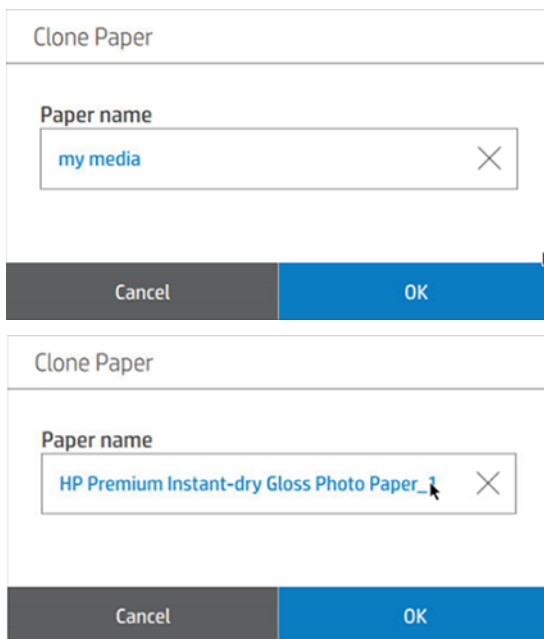 Clone Paper
Paper name
my media
Cancel OK
Clone Paper
Paper name
HP Premium Instant-dry Gloss Photo Paper_1
Cancel OK